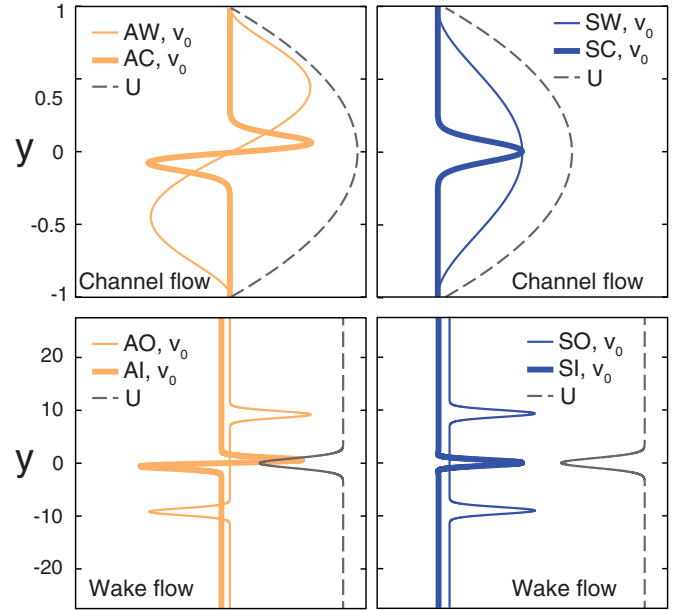 1
0.5
0
-0.5
-1
y
AW, v₀
AC, v₀
U
Channel flow
SW, v₀
SC, v₀
U
Channel flow
20
10
0
-10
-20
y
AO, v₀
AI, v₀
U
Wake flow
SO, v₀
SI, v₀
U
Wake flow